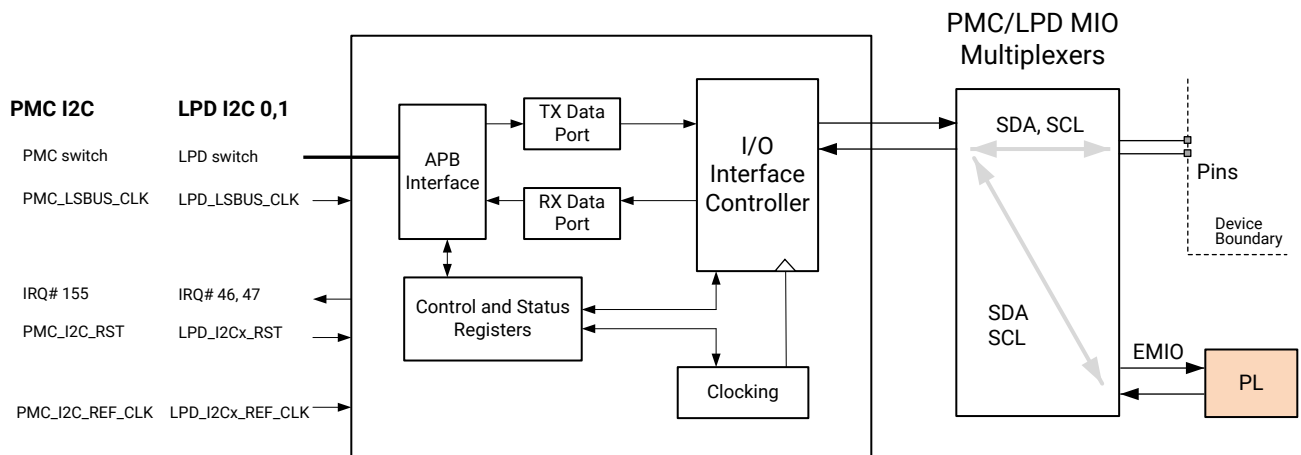 PMC/LPD MIO
Multiplexers
PMC I2C
LPD I2C 0,1
PMC switch
LPD switch
PMC_LSBUS_CLK
LPD_LSBUS_CLK
IRQ# 155
IRQ# 46, 47
PMC_I2C_RST
LPD_I2Cx_RST
PMC_I2C_REF_CLK
LPD_I2Cx_REF_CLK
APB
Interface
TX Data
Port
RX Data
Port
I/O
Interface
Controller
Control and Status
Registers
Clocking
SDA, SCL
SDA
SCL
Pins
Device
Boundary
EMIO
PL